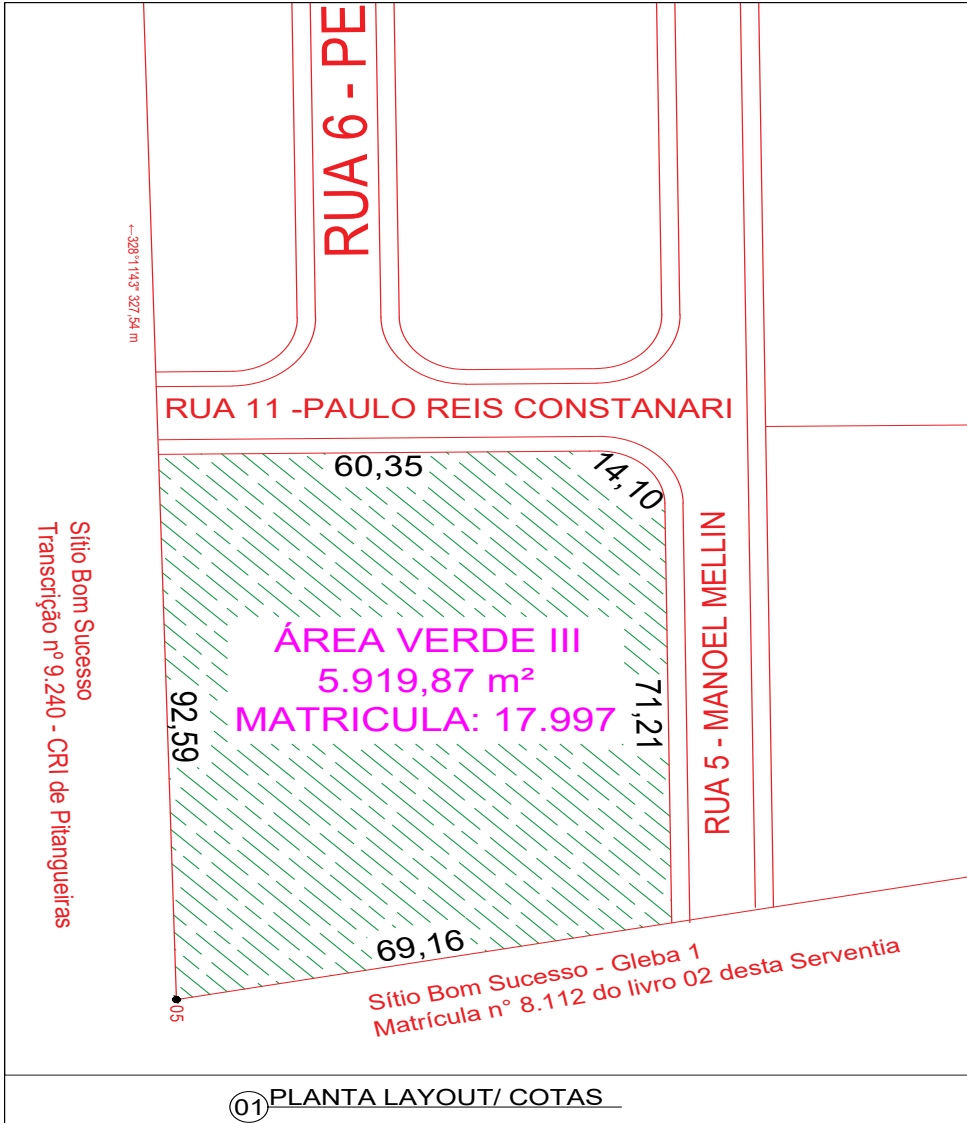 RUA 6 - PE
←328°11'43" 327,54 m
RUA 11 -PAULO REIS CONSTANARI
60,35
14,10
Sítio Bom Sucesso
Transcrição nº 9.240 - CRI de Pitangueiras
ÁREA VERDE III
5.919,87 m²
MATRICULA: 17.997
92,59
71,21
RUA 5 - MANOEL MELLIN
69,16
Sítio Bom Sucesso - Gleba 1
Matrícula n° 8.112 do livro 02 desta Serventia
05
01 PLANTA LAYOUT/ COTAS